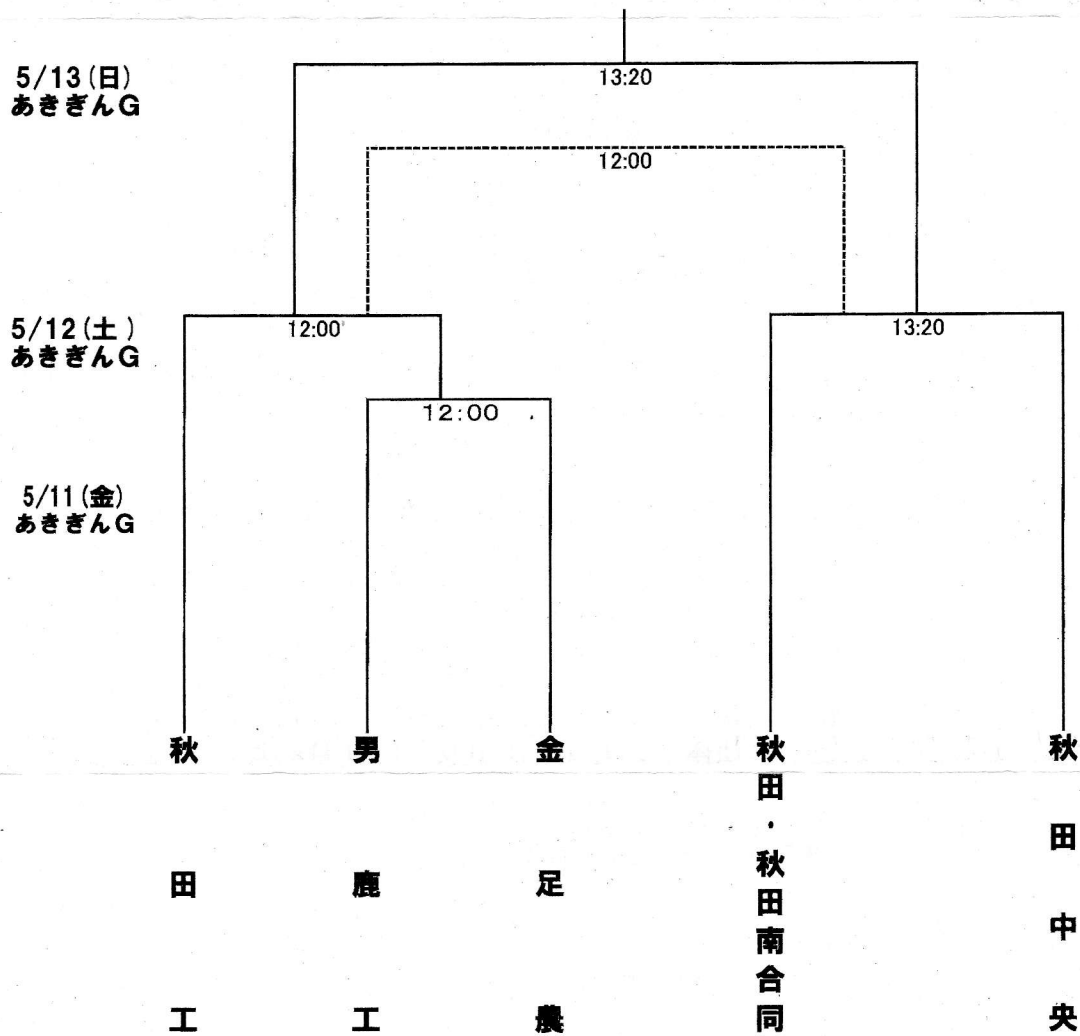 5/13(日)
あきぎんG
13:20
12:00
5/12(土)
あきぎんG
12:00
13:20
12:00
5/11(金)
あきぎんG
秋田工
男鹿工
金足農
秋田・秋田南合同
秋田中央